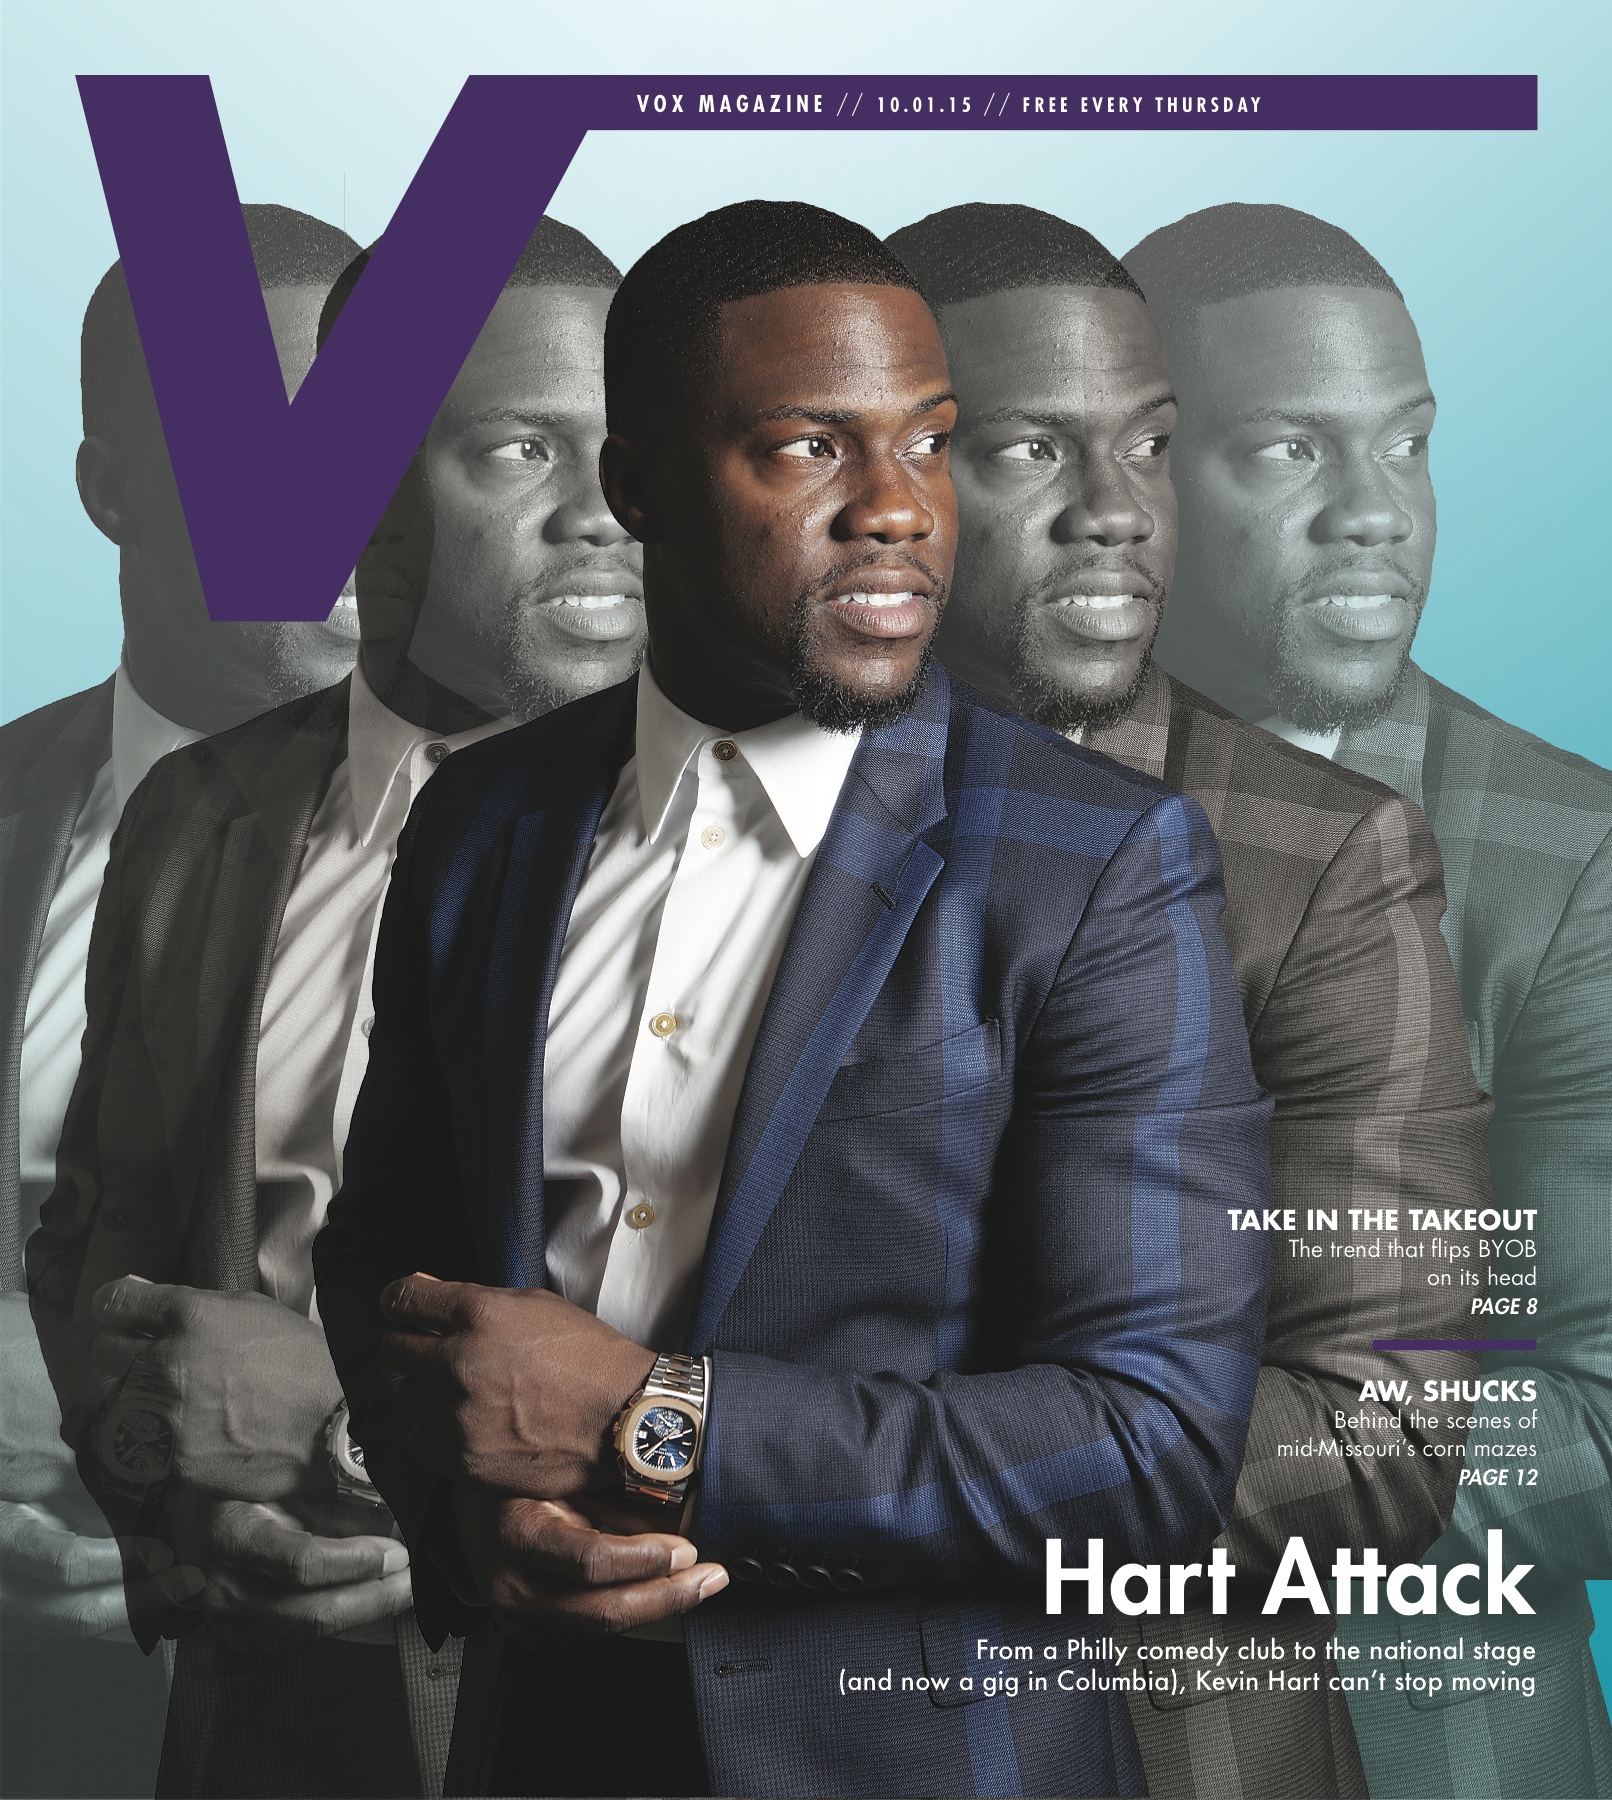 V
VOX MAGAZINE // 10.01.15 // FREE EVERY THURSDAY
TAKE IN THE TAKEOUT
The trend that flips BYOB
on its head
PAGE 8
AW, SHUCKS
Behind the scenes of
mid-Missouri's corn mazes
PAGE 12
Hart Attack
From a Philly comedy club to the national stage
(and now a gig in Columbia), Kevin Hart can't stop moving